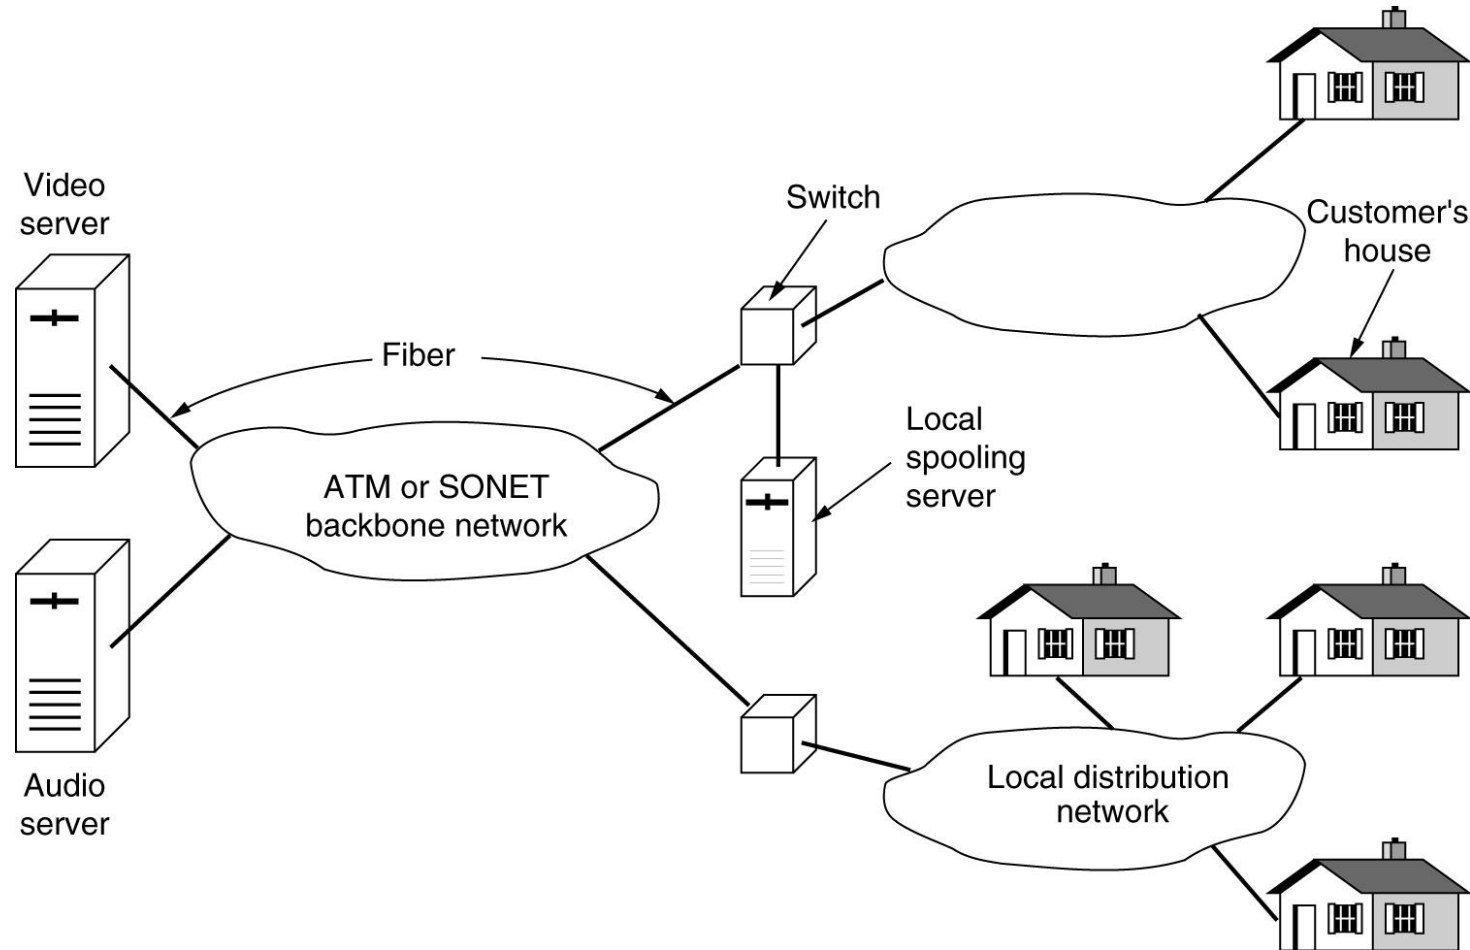 Video
server
Switch
Customer's
house
Fiber
Local
spooling
server
ATM or SONET
backbone network
Local distribution
network
Audio
server